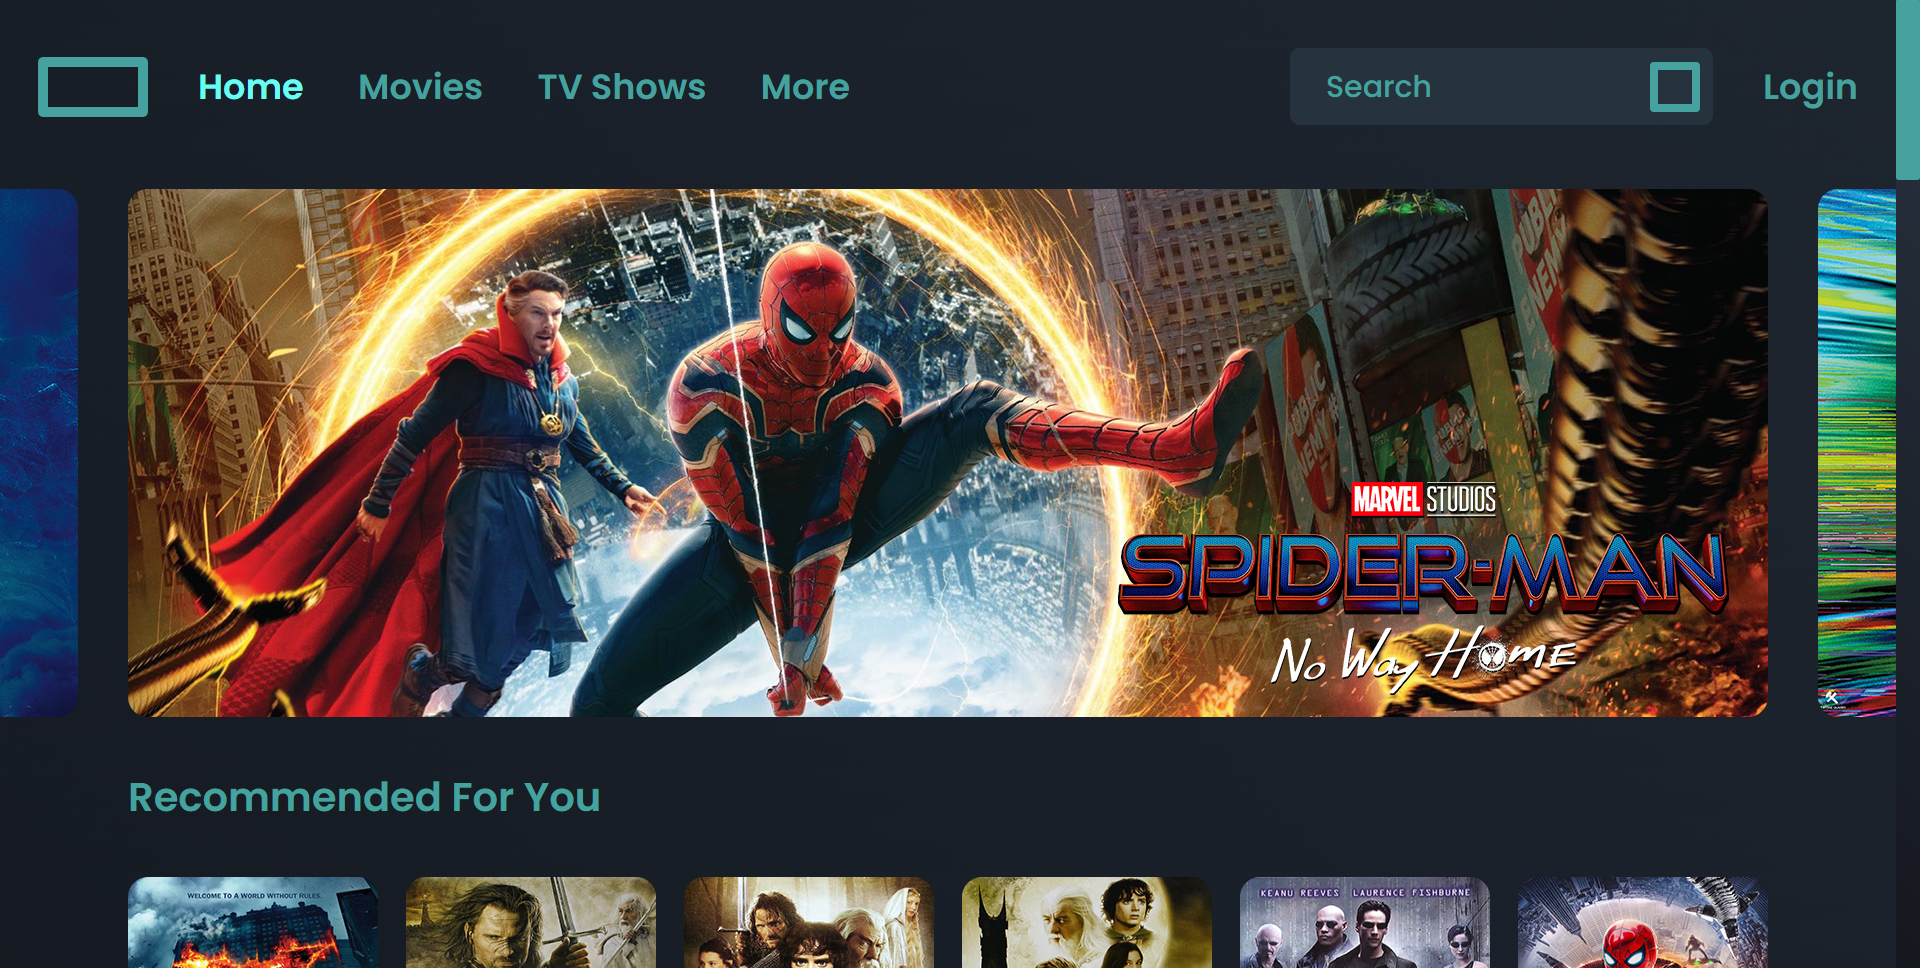 Home Movies TV Shows More Search Login
MARVEL STUDIOS
SPIDER-MAN
No Way Home
Recommended For You
WELCOME TO A WORLD WITHOUT RULES.
KEANU REEVES LAURENCE FISHBURNE